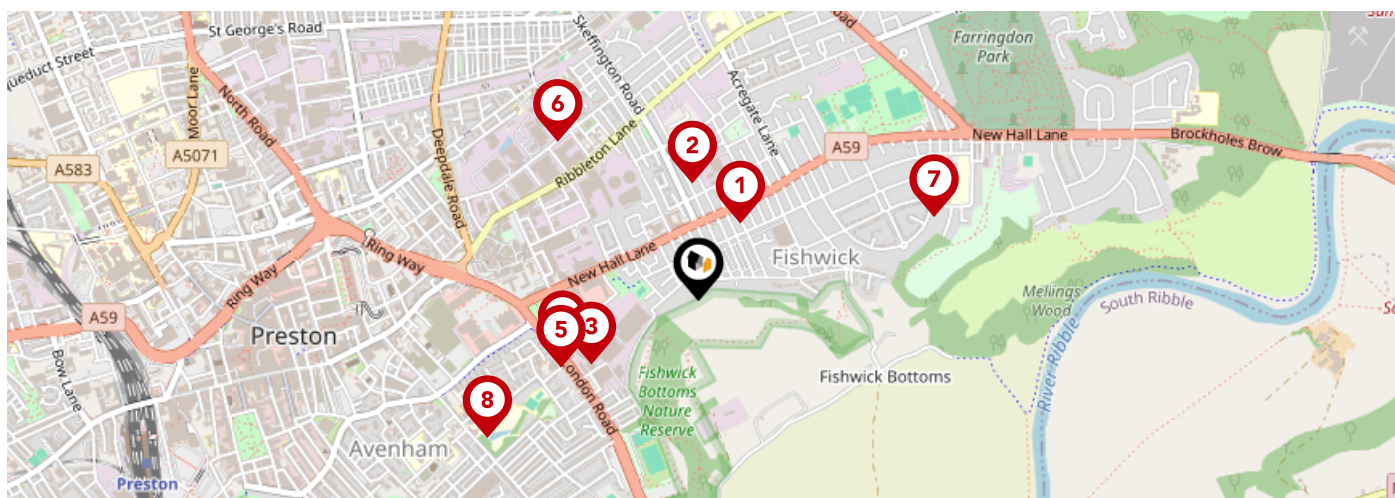 St George's Road
Skeffington Road
oad
Farringdon
Park
queduct Street
Moor Lane
North Road
Acregate Lane
6
Deepdale Road
Ribbleton Lane
2
A59
New Hall Lane
Brockholes Brow
A583
A5071
1
7
Ring Way
New Hall Lane
Fishwick
Ring Way
Mellings
Wood
South Ribble
River Ribble
A59
Preston
5
3
Bow Lane
ondon Road
Fishwick
Bottoms
Nature
Reserve
Fishwick Bottoms
8
Avenham
Preston